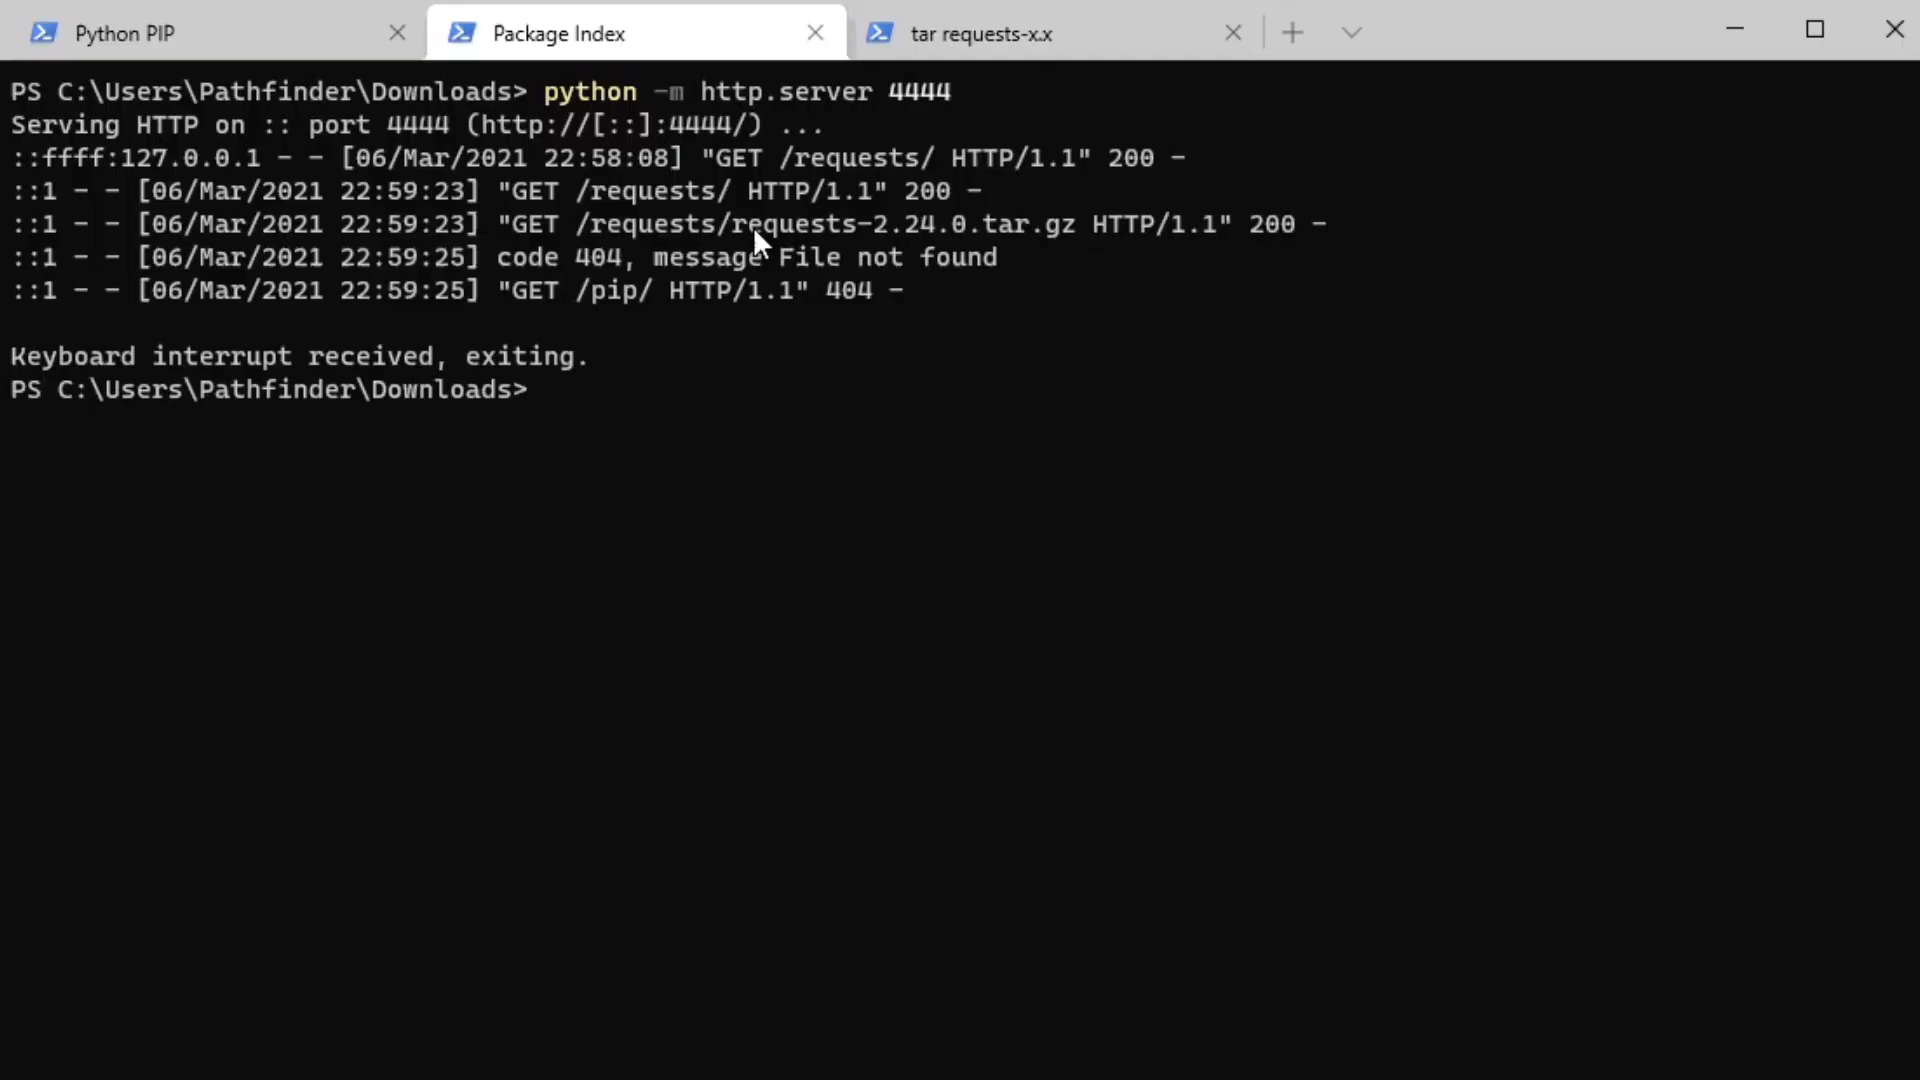 Python PIP
Package Index
tar requests-x.x
PS C:\Users\Pathfinder\Downloads> python -m http.server 4444
Serving HTTP on :: port 4444 (http://[::]:4444/) ...
::ffff:127.0.0.1 - - [06/Mar/2021 22:58:08] "GET /requests/ HTTP/1.1" 200 -
::1 - - [06/Mar/2021 22:59:23] "GET /requests/ HTTP/1.1" 200 -
::1 - - [06/Mar/2021 22:59:23] "GET /requests/requests-2.24.0.tar.gz HTTP/1.1" 200 -
::1 - - [06/Mar/2021 22:59:25] code 404, message File not found
::1 - - [06/Mar/2021 22:59:25] "GET /pip/ HTTP/1.1" 404 -
Keyboard interrupt received, exiting.
PS C:\Users\Pathfinder\Downloads>